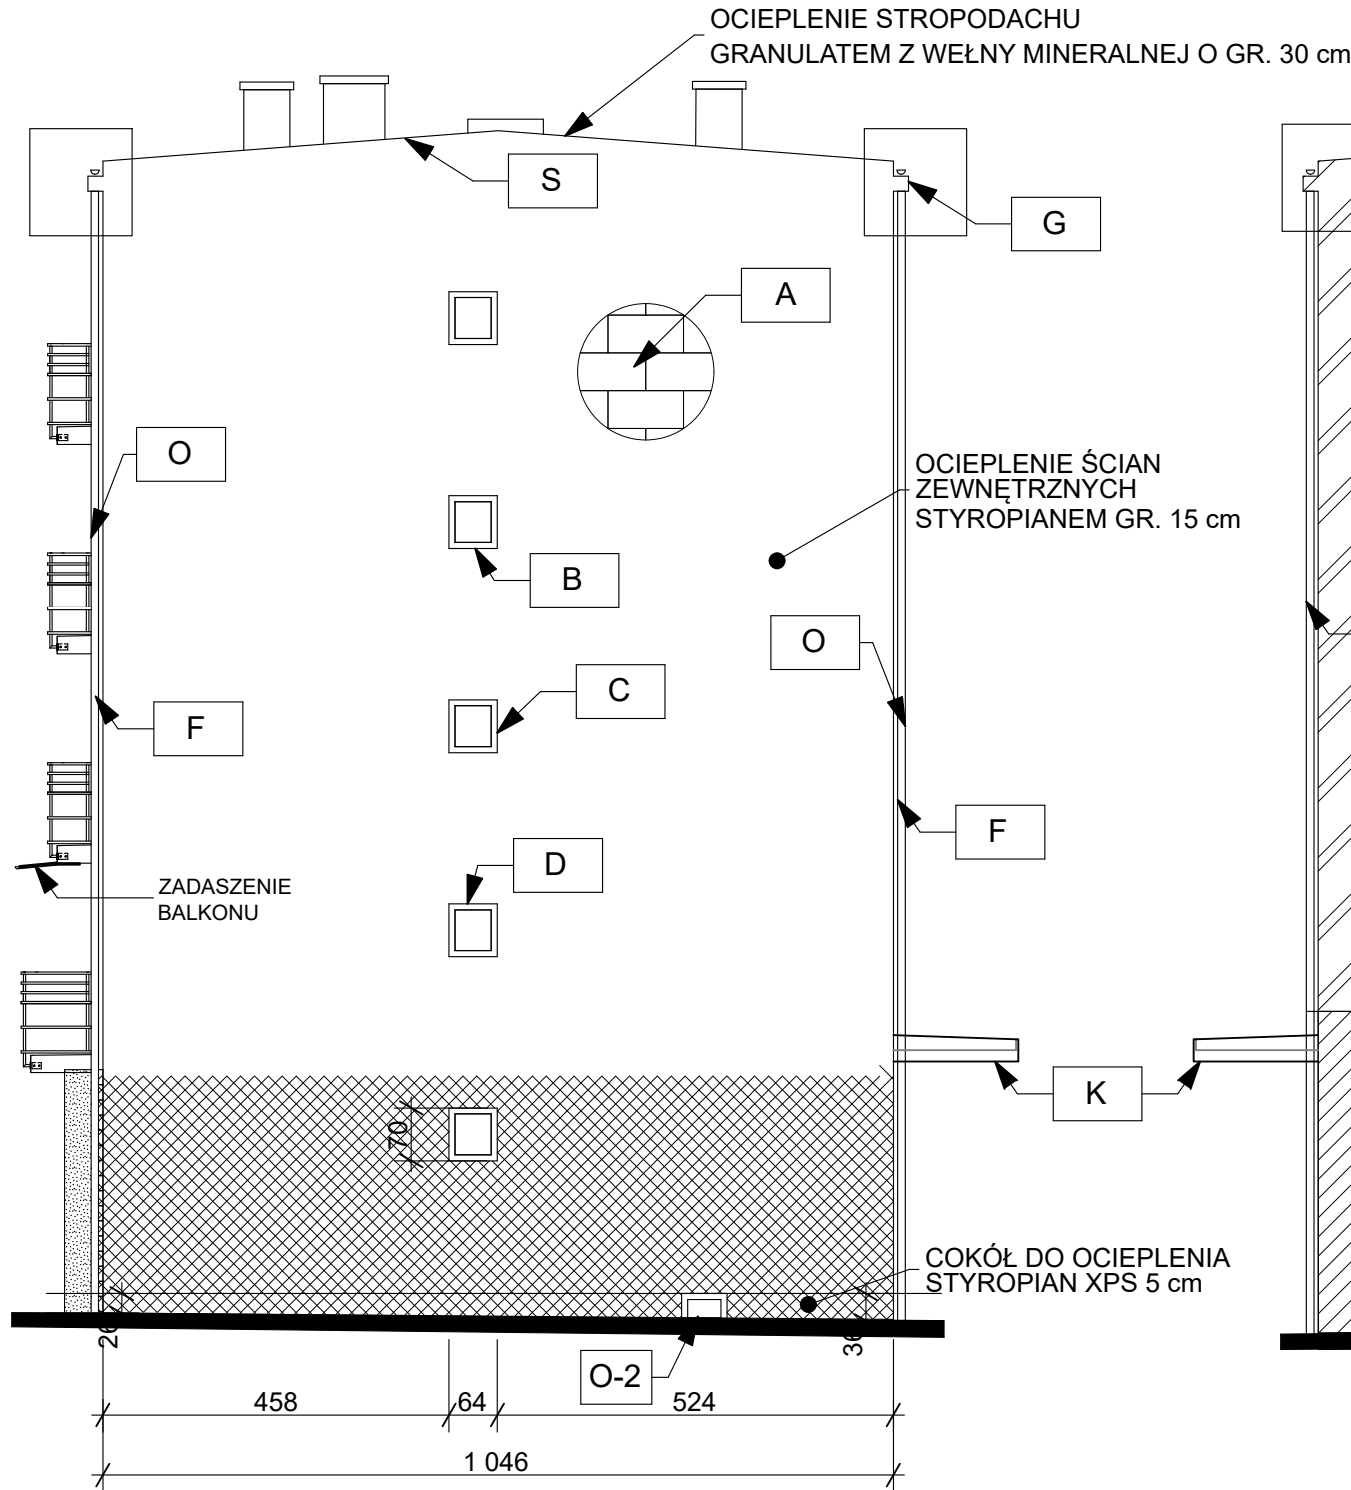 OCIEPLENIE STROPODACHU
GRANULATEM Z WEŁNY MINERALNEJ O GR. 30 cm
S
G
A
O
OCIEPLENIE ŚCIAN
ZEWNĘTRZNYCH
STYROPIANEM GR. 15 cm
B
O
C
F
F
D
ZADASZENIE
BALKONU
K
70
COKÓŁ DO OCIEPLENIA
STYROPIAN XPS 5 cm
O-2
458
64
524
1 046